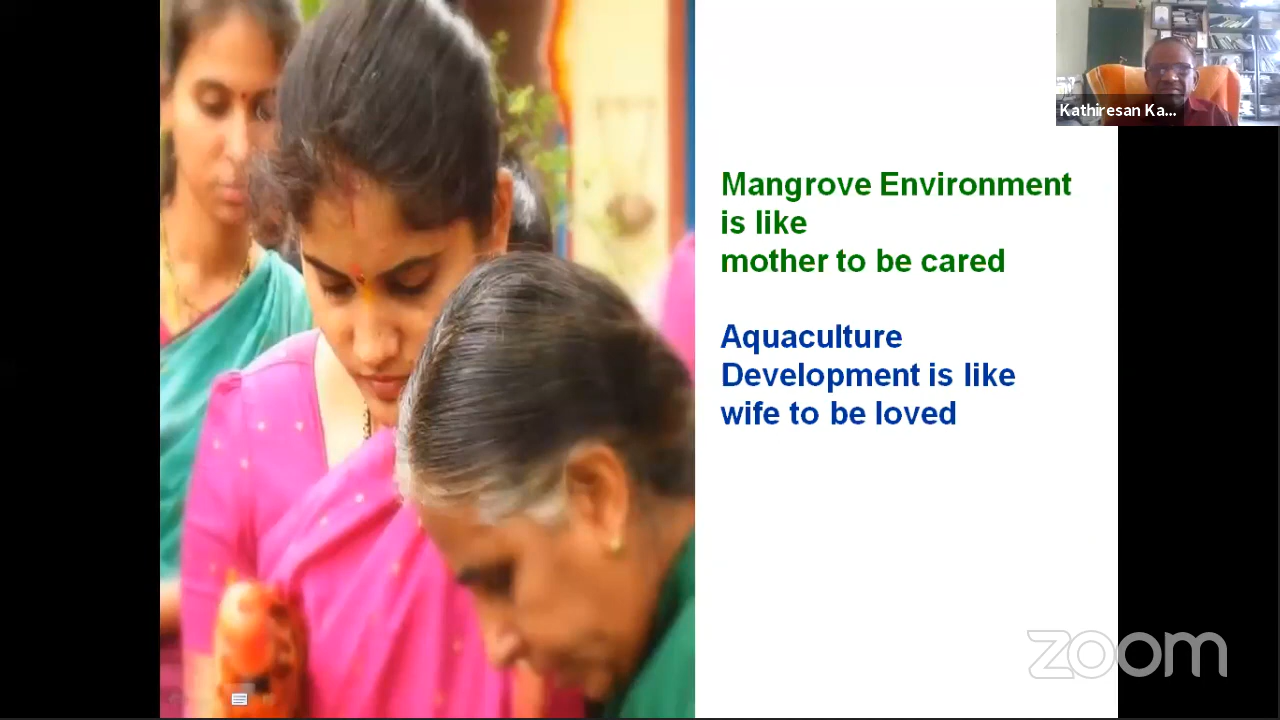 Kathiresan Ka...
Mangrove Environment
is like
mother to be cared
Aquaculture
Development is like
wife to be loved
zoom